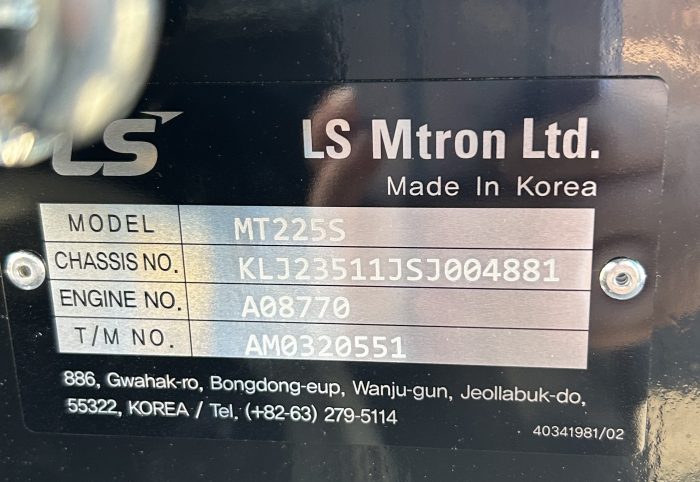 LS
LS Mtron Ltd.
Made In Korea
MODEL MT225S
CHASSIS NO. KLJ23511JSJ004881
ENGINE NO. A08770
T/M NO. AM0320551
886, Gwahak-ro, Bongdong-eup, Wanju-gun, Jeollabuk-do,
55322, KOREA / Tel, (+82-63) 279-5114
40341981/02